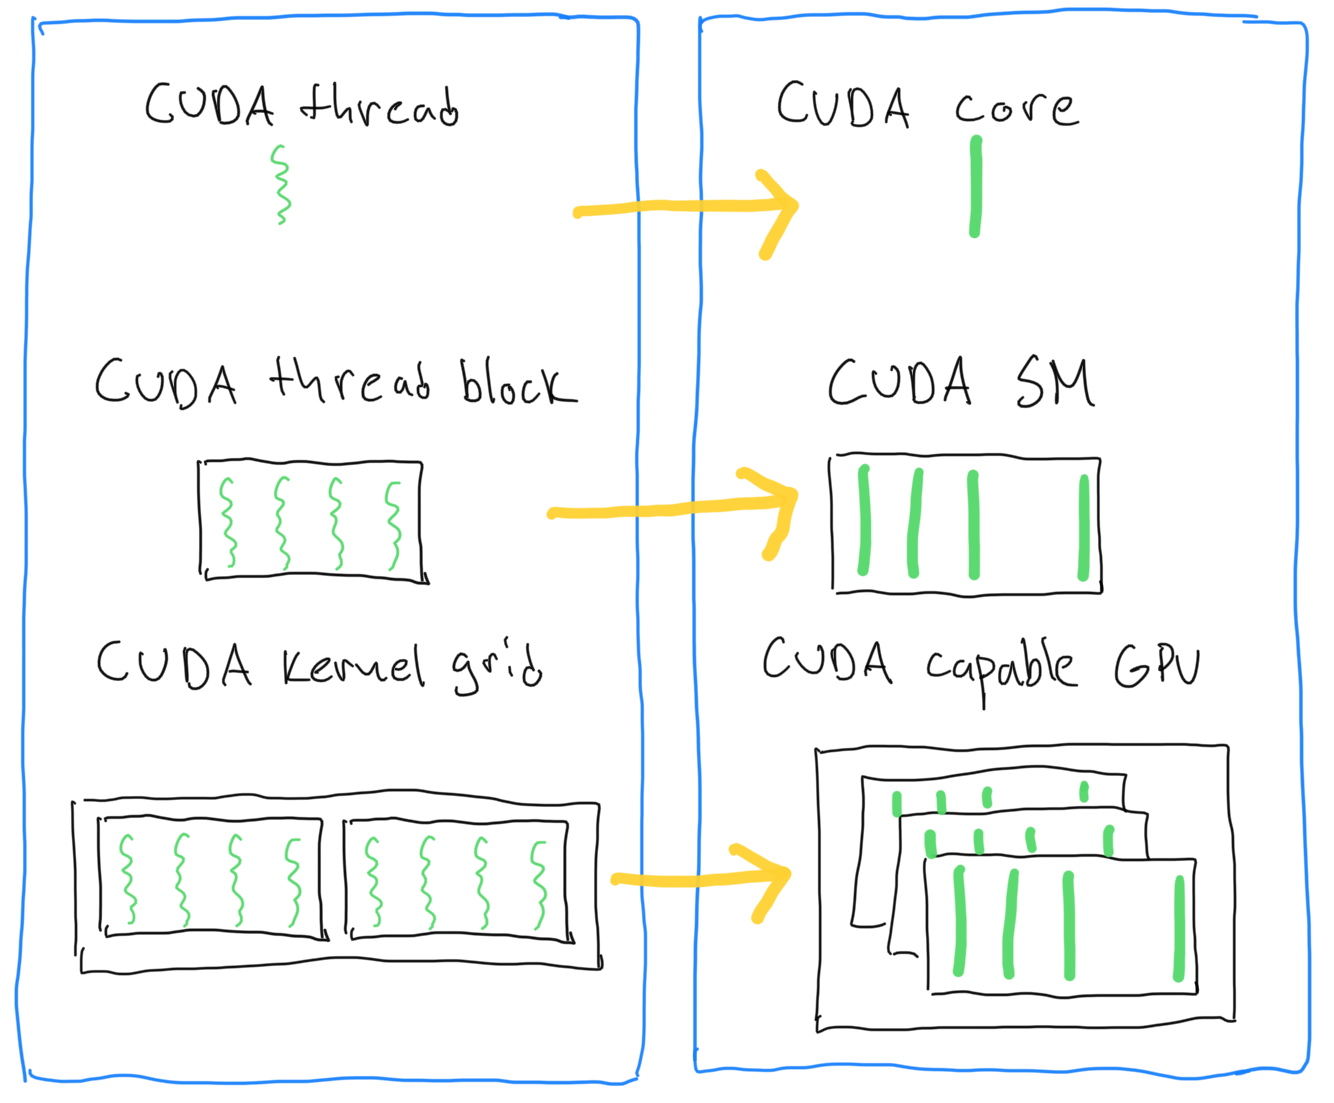 CUDA thread
CUDA core
CUDA thread block
CUDA SM
CUDA kernel grid
CUDA capable GPU